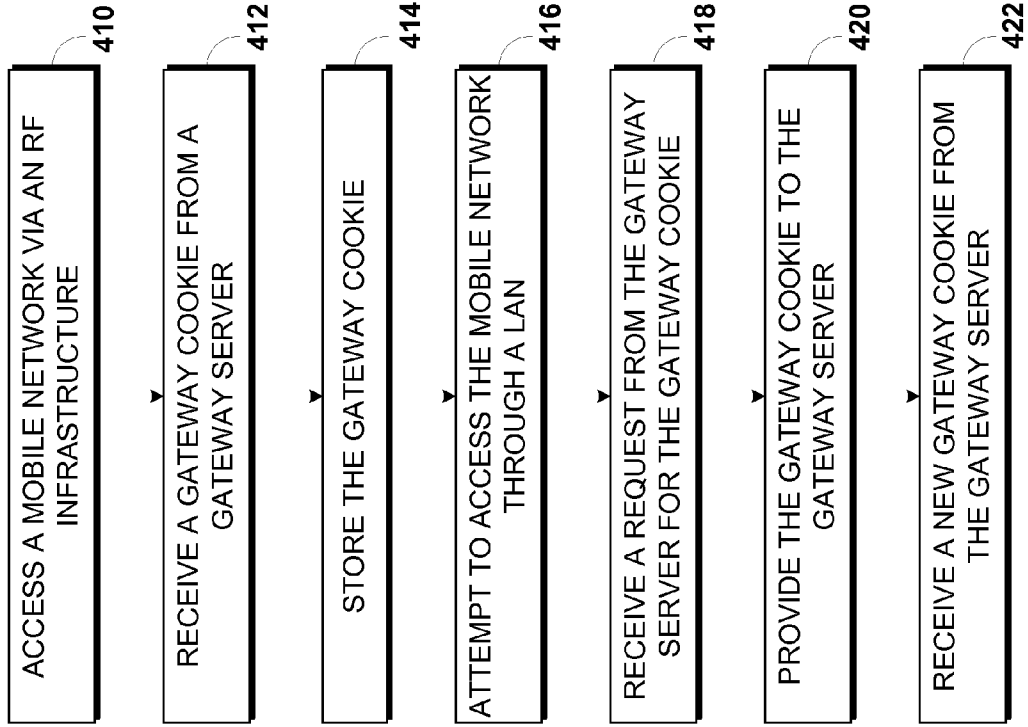 ACCESS A MOBILE NETWORK VIA AN RF
INFRASTRUCTURE
410
RECEIVE A GATEWAY COOKIE FROM A
GATEWAY SERVER
412
STORE THE GATEWAY COOKIE
414
ATTEMPT TO ACCESS THE MOBILE NETWORK
THROUGH A LAN
416
RECEIVE A REQUEST FROM THE GATEWAY
SERVER FOR THE GATEWAY COOKIE
418
PROVIDE THE GATEWAY COOKIE TO THE
GATEWAY SERVER
420
RECEIVE A NEW GATEWAY COOKIE FROM
THE GATEWAY SERVER
422